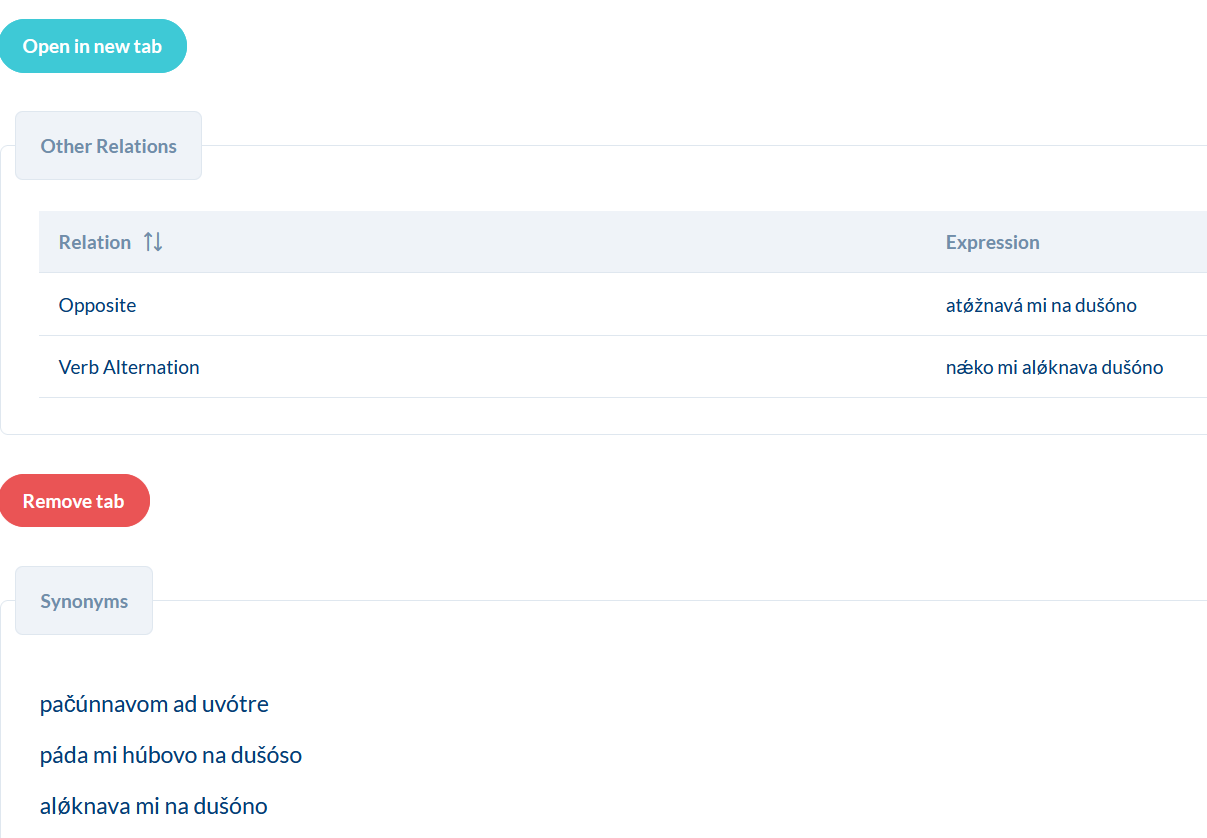 Open in new tab
Other Relations
Relation Expression
Opposite atǿžnavá mi na dušóno
Verb Alternation nǽko mi alǿknava dušóno
Remove tab
Synonyms
pačúnnavom ad uvótre
páda mi húbovo na dušóso
alǿknava mi na dušóno